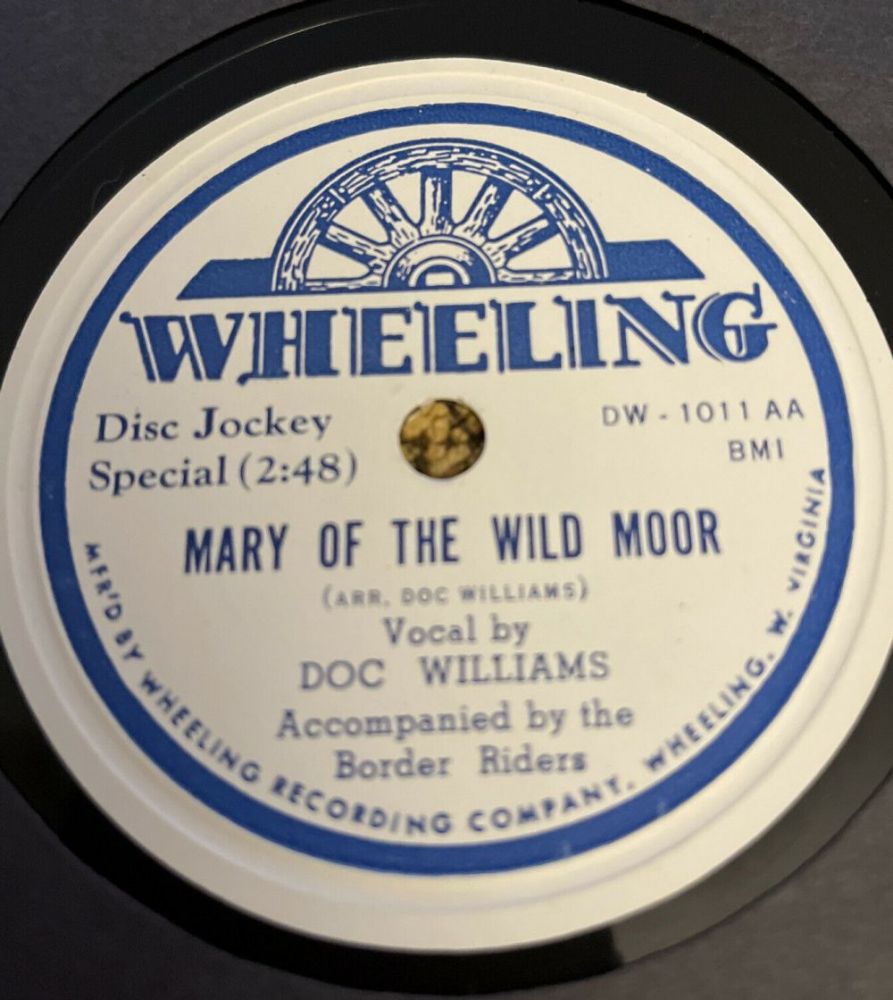 WHEELING
Disc Jockey
Special (2:48)
DW - 1011 AA
BMI
MARY OF THE WILD MOOR
(ARR. DOC WILLIAMS)
Vocal by
DOC WILLIAMS
Accompanied by the
Border Riders
MFR'D BY WHEELING RECORDING COMPANY, WHEELING, W. VIRGINIA